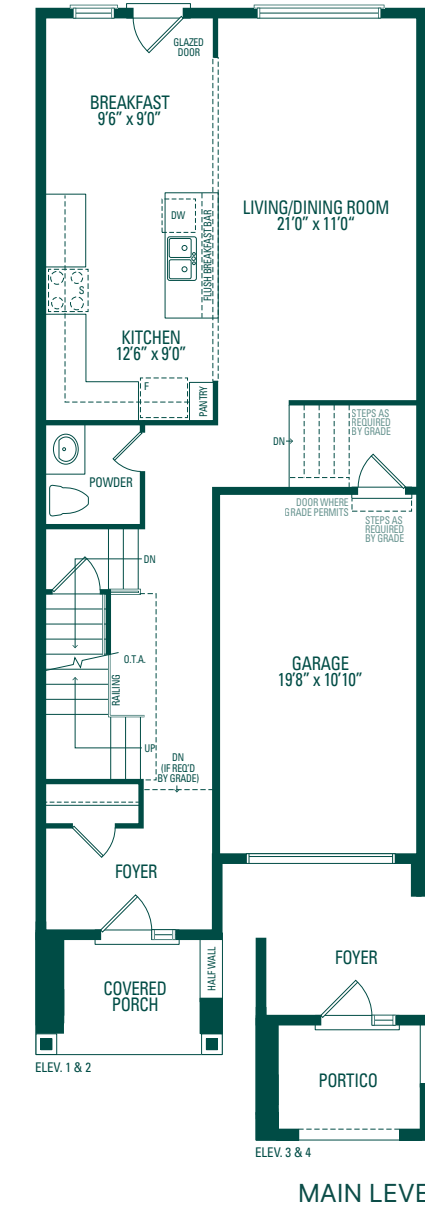 GLAZED
DOOR
BREAKFAST
9'6" x 9'0"
LIVING/DINING ROOM
21'0" x 11'0"
DW
FLUSH BREAKFAST BAR
S
KITCHEN
12'6" x 9'0"
F
PANTRY
STEPS AS
REQUIRED
BY GRADE
DN
POWDER
DOOR WHERE
GRADE PERMITS
STEPS AS
REQUIRED
BY GRADE
DN
O.T.A.
RAILING
GARAGE
19'8" x 10'10"
UP
DN
(IF REQ'D
BY GRADE)
FOYER
HALF WALL
COVERED
PORCH
FOYER
ELEV. 1 & 2
PORTICO
ELEV. 3 & 4
MAIN LEVE